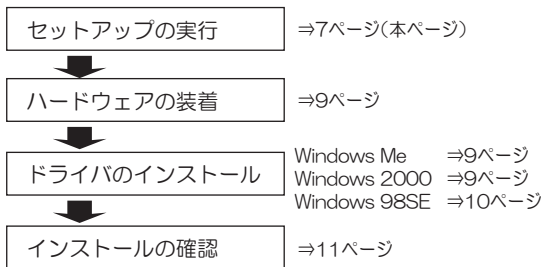 セットアップの実行 ⇒7ページ(本ページ)
ハードウェアの装着 ⇒9ページ
ドライバのインストール
Windows Me ⇒9ページ
Windows 2000 ⇒9ページ
Windows 98SE ⇒10ページ
インストールの確認 ⇒11ページ